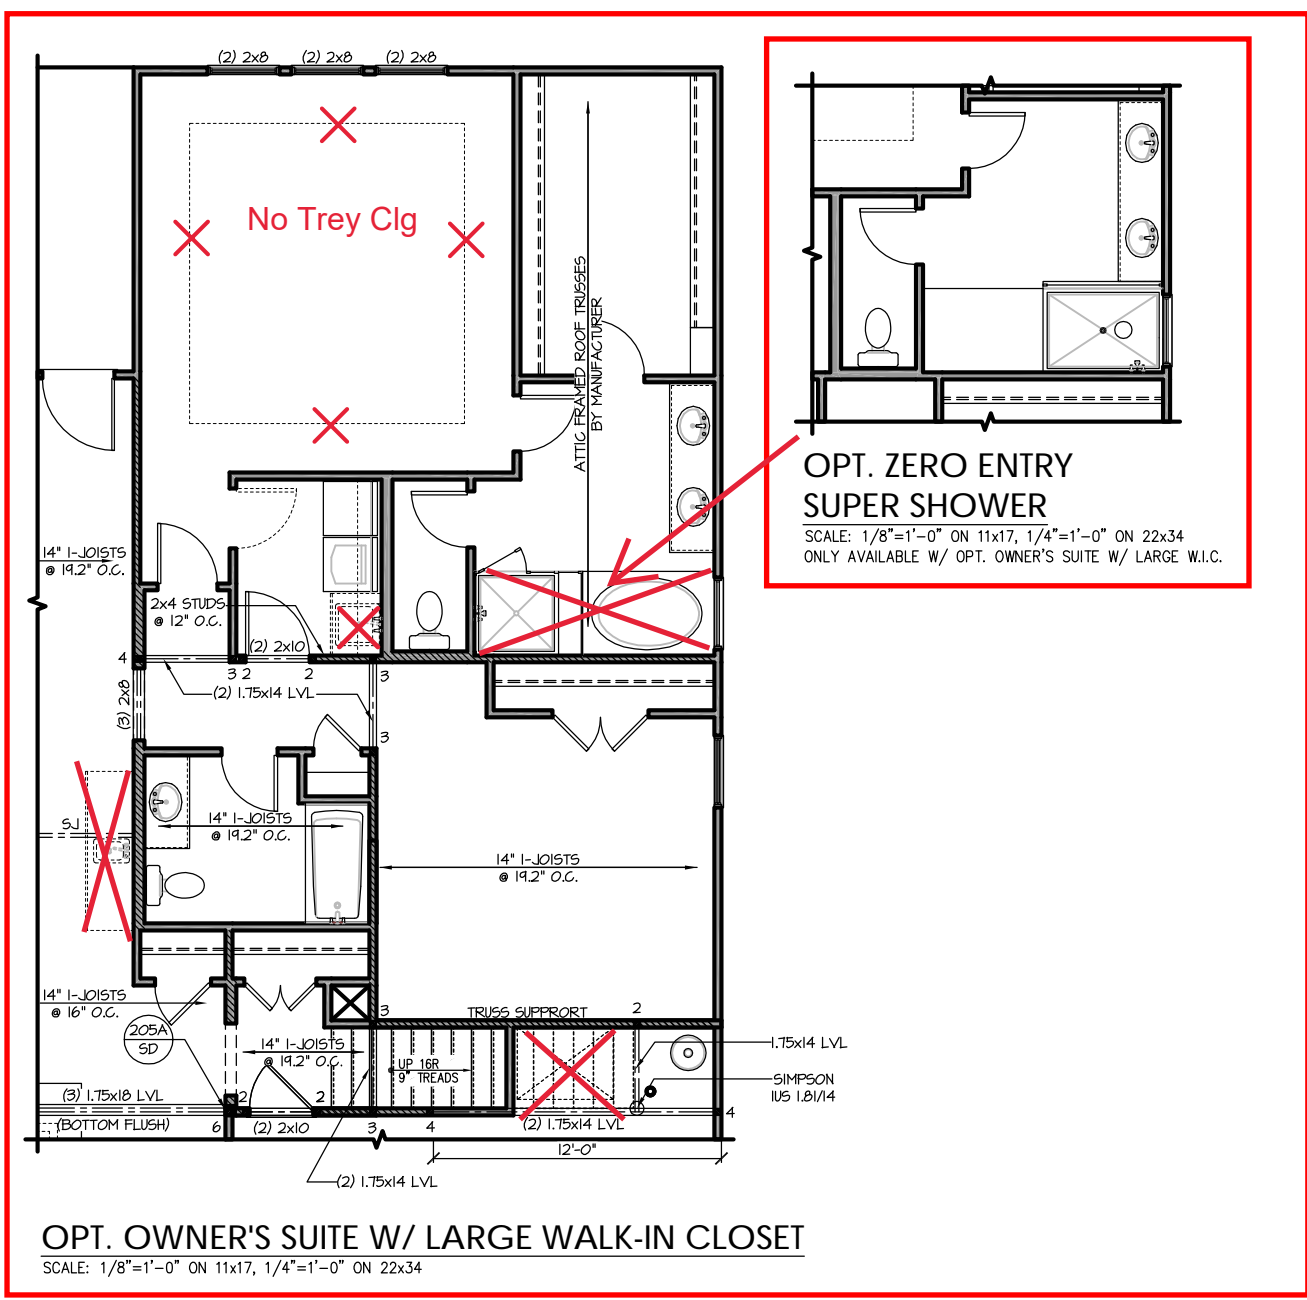 (2) 2x8
(2) 2x8
(2) 2x8
No Trey Clg
ATTIC FRAMED ROOF TRUSSES
BY MANUFACTURER
OPT. ZERO ENTRY
SUPER SHOWER
SCALE: 1/8"=1'-0" ON 11x17, 1/4"=1'-0" ON 22x34
ONLY AVAILABLE W/ OPT. OWNER'S SUITE W/ LARGE W.I.C.
14" I-JOISTS
@ 19.2" O.C.
2x4 STUDS
@ 12" O.C.
(2) 2x10
4
3
2
2
3
(2) 1.75x14 LVL
(3) 2x8
3
SJ
14" I-JOISTS
@ 19.2" O.C.
14" I-JOISTS
@ 19.2" O.C.
14" I-JOISTS
@ 16" O.C.
205A
SD
3
TRUSS SUPPRORT
2
14" I-JOISTS
@ 19.2" O.C.
UP 16R
9" TREADS
1.75x14 LVL
SIMPSON
IUS 1.81/14
(3) 1.75x18 LVL
2
2
(BOTTOM FLUSH)
6
(2) 2x10
3
4
(2) 1.75x14 LVL
4
12'-0"
(2) 1.75x14 LVL
OPT. OWNER'S SUITE W/ LARGE WALK-IN CLOSET
SCALE: 1/8"=1'-0" ON 11x17, 1/4"=1'-0" ON 22x34